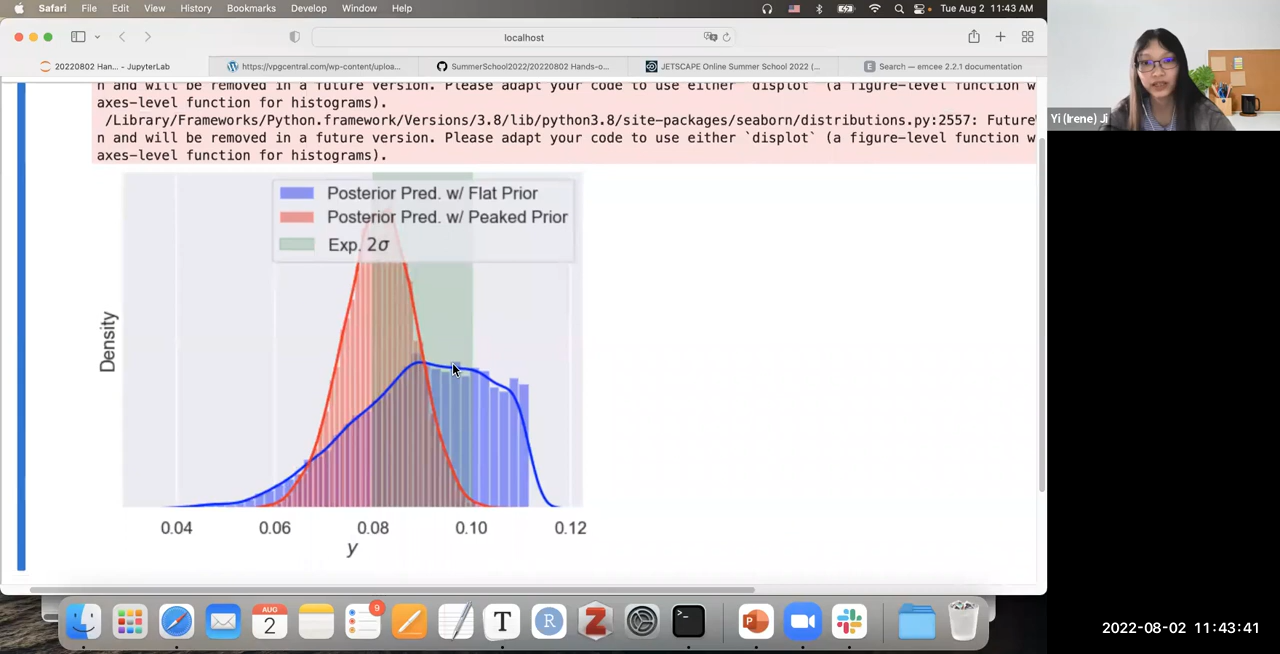 Safari File Edit View History Bookmarks Develop Window Help Tue Aug 2 11:43 AM
localhost
20220802 Han... - JupyterLab https://vpgcentral.com/wp-content/uploa... SummerSchool2022/20220802 Hands-o... JETSCAPE Online Summer School 2022 (... Search — emcee 2.2.1 documentation
n and will be removed in a future version. Please adapt your code to use either `displot` (a figure-level function w
axes-level function for histograms).
/Library/Frameworks/Python.framework/Versions/3.8/lib/python3.8/site-packages/seaborn/distributions.py:2557: Future
n and will be removed in a future version. Please adapt your code to use either `displot` (a figure-level function w
axes-level function for histograms).
Yi (Irene) Ji
Posterior Pred. w/ Flat Prior
Posterior Pred. w/ Peaked Prior
Exp. 2σ
Density
0.04 0.06 0.08 0.10 0.12
y
AUG
2
9
T
R
Z
P
2022-08-02 11:43:41